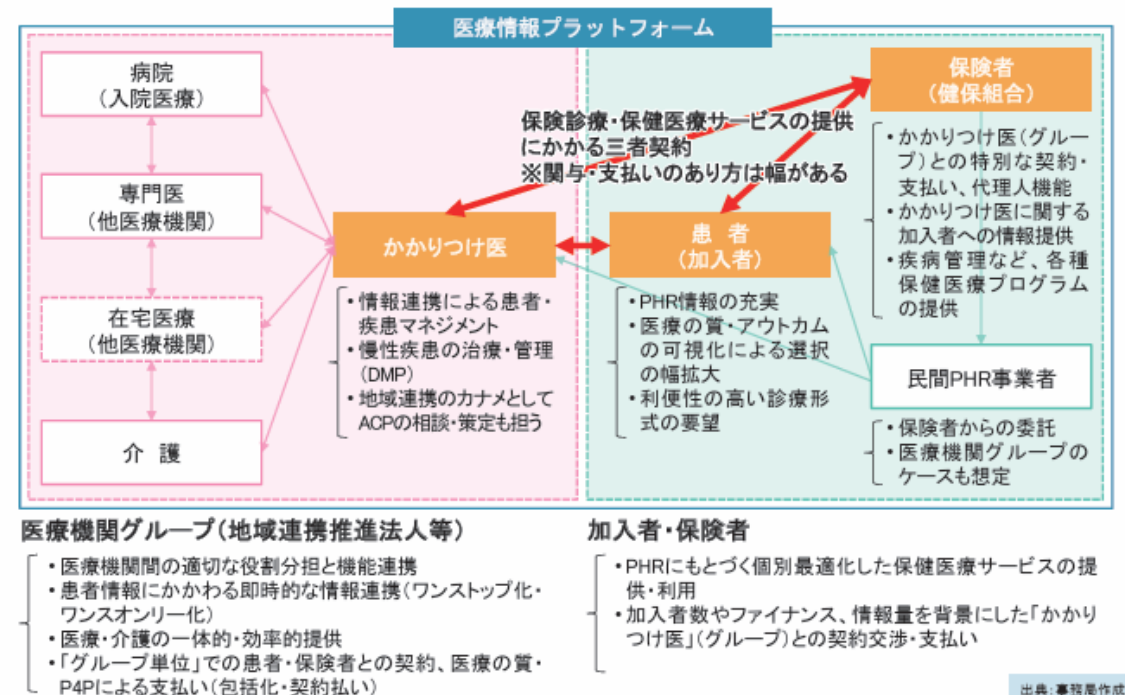 医療情報プラットフォーム
病院
(入院医療)
専門医
(他医療機関)
在宅医療
(他医療機関)
介 護
かかりつけ医
・情報連携による患者・
疾患マネジメント
・慢性疾患の治療・管理
(DMP)
・地域連携のカナメとして
ACPの相談・策定も担う
保険診療・保健医療サービスの提供
にかかる三者契約
※関与・支払いのあり方は幅がある
患 者
(加入者)
・PHR情報の充実
・医療の質・アウトカム
の可視化による選択
の幅拡大
・利便性の高い診療形
式の要望
保険者
(健保組合)
・かかりつけ医(グルー
プ)との特別な契約・
支払い、代理人機能
・かかりつけ医に関する
加入者への情報提供
・疾病管理など、各種
保健医療プログラム
の提供
民間PHR事業者
・保険者からの委託
・医療機関グループの
ケースも想定
医療機関グループ(地域連携推進法人等)
・医療機関間の適切な役割分担と機能連携
・患者情報にかかわる即時的な情報連携(ワンストップ化・
ワンスオンリー化)
・医療・介護の一体的・効率的提供
・「グループ単位」での患者・保険者との契約、医療の質・
P4Pによる支払い(包括化・契約払い)
加入者・保険者
・PHRにもとづく個別最適化した保健医療サービスの提
供・利用
・加入者数やファイナンス、情報量を背景にした「かかり
つけ医」(グループ)との契約交渉・支払い
出典:事務局作成